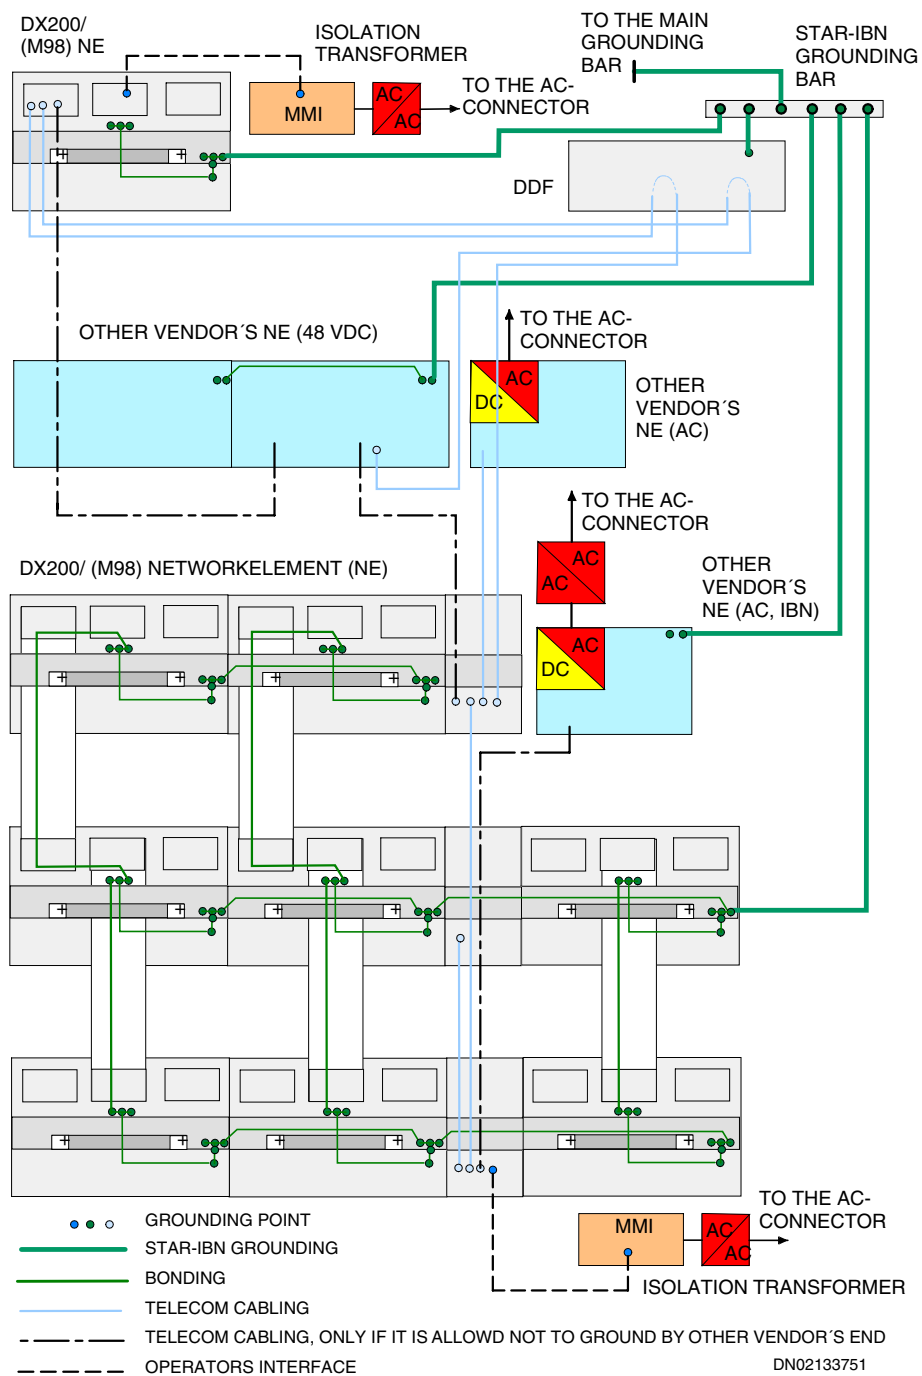 DX200/
(M98) NE
ISOLATION
TRANSFORMER
TO THE MAIN
GROUNDING
BAR
STAR-IBN
GROUNDING
BAR
MMI
AC
AC
TO THE AC-
CONNECTOR
DDF
OTHER VENDOR´S NE (48 VDC)
TO THE AC-
CONNECTOR
AC
DC
OTHER
VENDOR´S
NE (AC)
TO THE AC-
CONNECTOR
AC
AC
OTHER
VENDOR´S
NE (AC, IBN)
AC
DC
DX200/ (M98) NETWORKELEMENT (NE)
+ +
+ +
+ +
+ +
+ +
+ +
+ +
+ +
+ +
TO THE AC-
CONNECTOR
MMI
AC
AC
ISOLATION TRANSFORMER
GROUNDING POINT
STAR-IBN GROUNDING
BONDING
TELECOM CABLING
TELECOM CABLING, ONLY IF IT IS ALLOWD NOT TO GROUND BY OTHER VENDOR´S END
OPERATORS INTERFACE
DN02133751